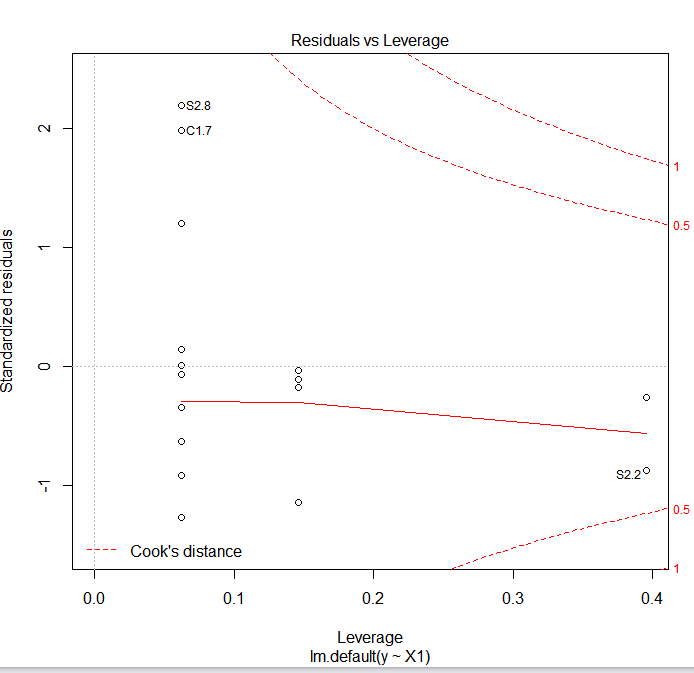 Residuals vs Leverage
S2.8
C1.7
1
0.5
2
1
0
-1
Standardized residuals
S2.2
0.5
1
Cook's distance
0.0 0.1 0.2 0.3 0.4
Leverage
lm.default(y ~ X1)